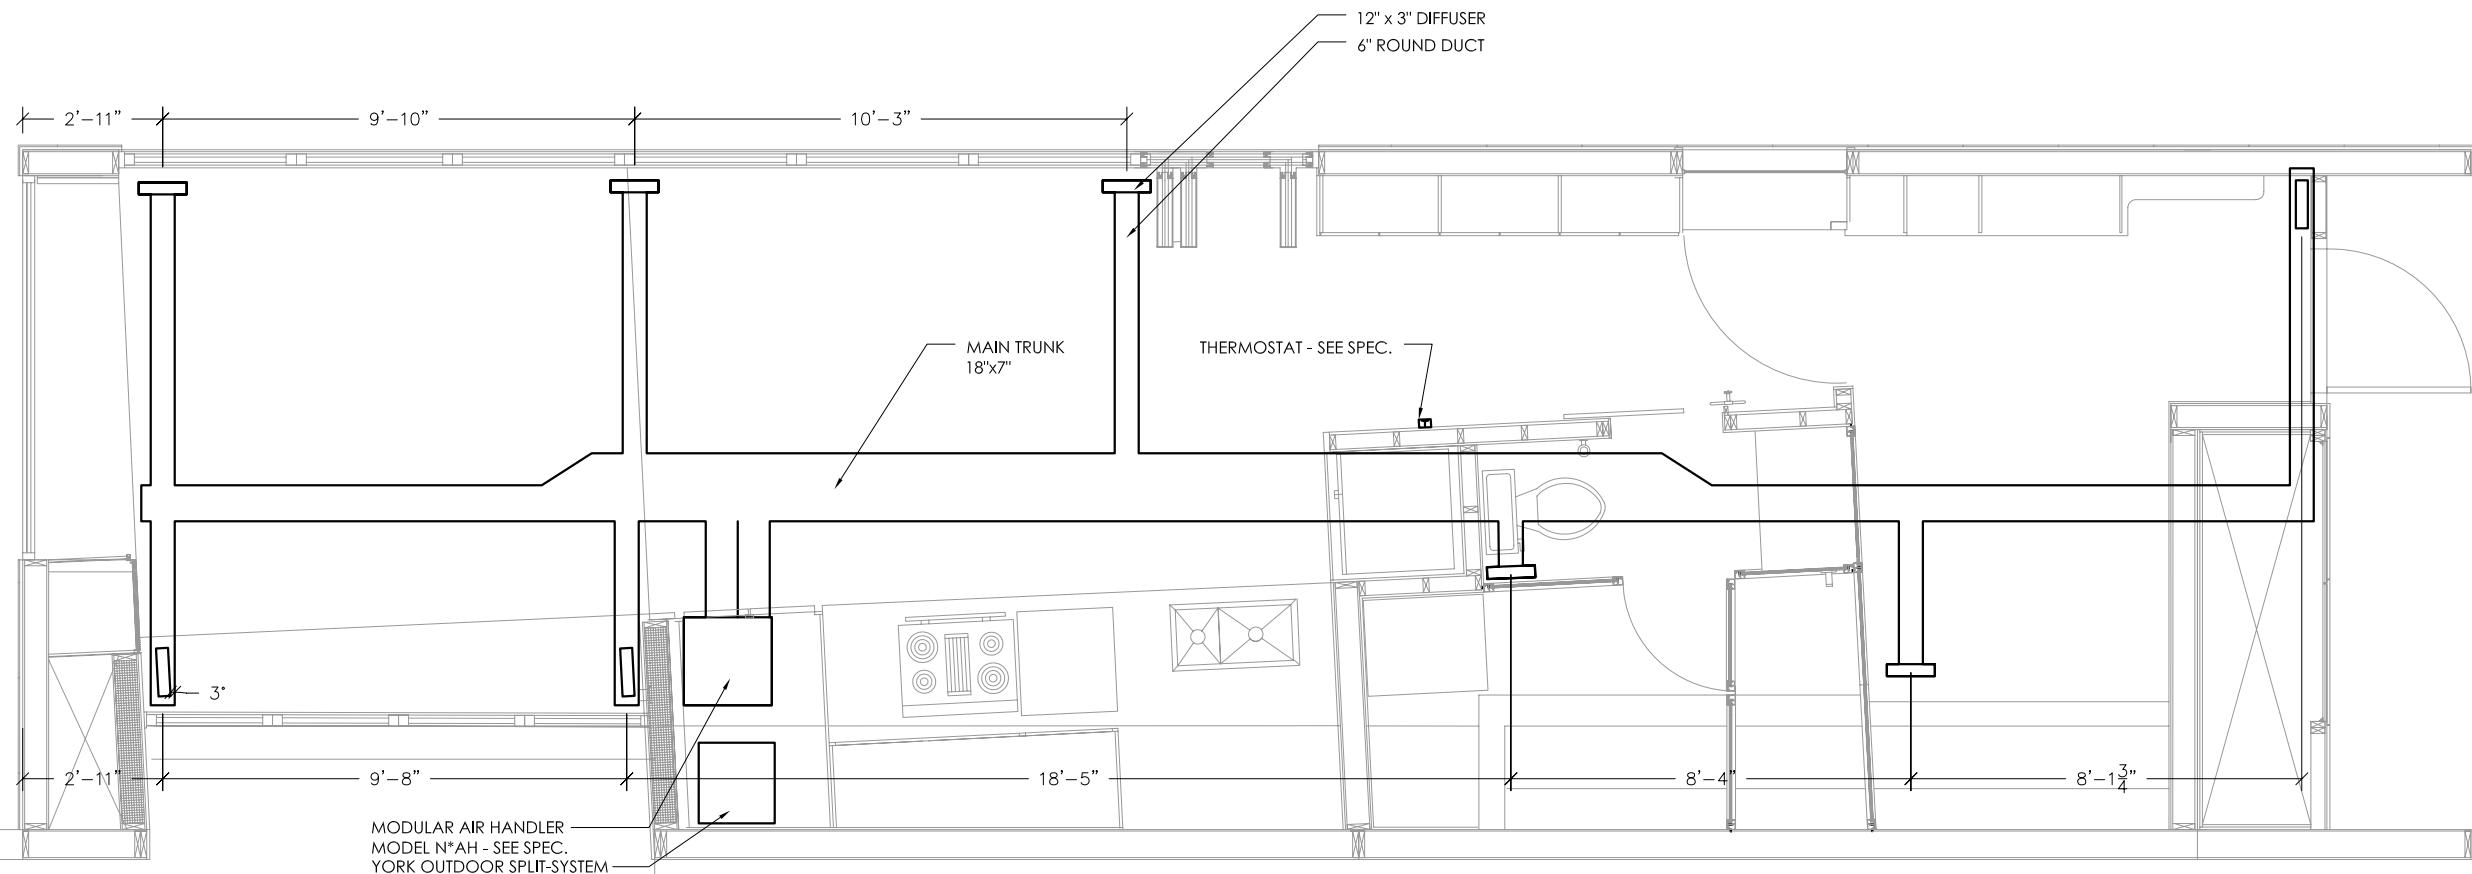 12" x 3" DIFFUSER
6" ROUND DUCT
2'–11"
9'–10"
10'–3"
MAIN TRUNK
18"x7"
THERMOSTAT - SEE SPEC.
3°
2'–11"
9'–8"
18'–5"
8'–4"
8'–1 3/4"
MODULAR AIR HANDLER
MODEL N*AH - SEE SPEC.
YORK OUTDOOR SPLIT-SYSTEM